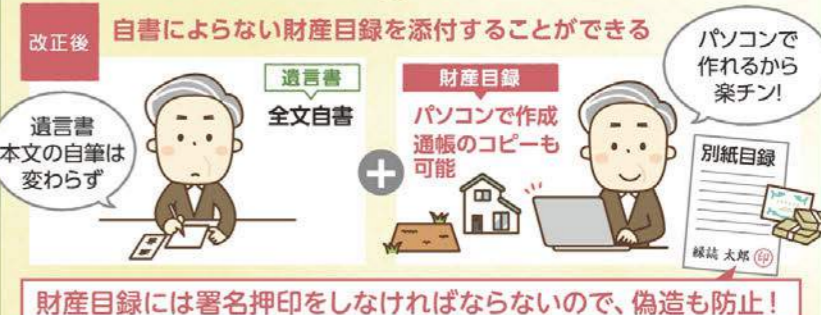 改正後
自書によらない財産目録を添付することができる
遺言書
本文の自筆は
変わらず
遺言書
全文自書
財産目録
パソコンで作成
通帳のコピーも
可能
パソコンで
作れるから
楽チン!
別紙目録
太郎 印
財産目録には署名押印をしなければならないので、偽造も防止!